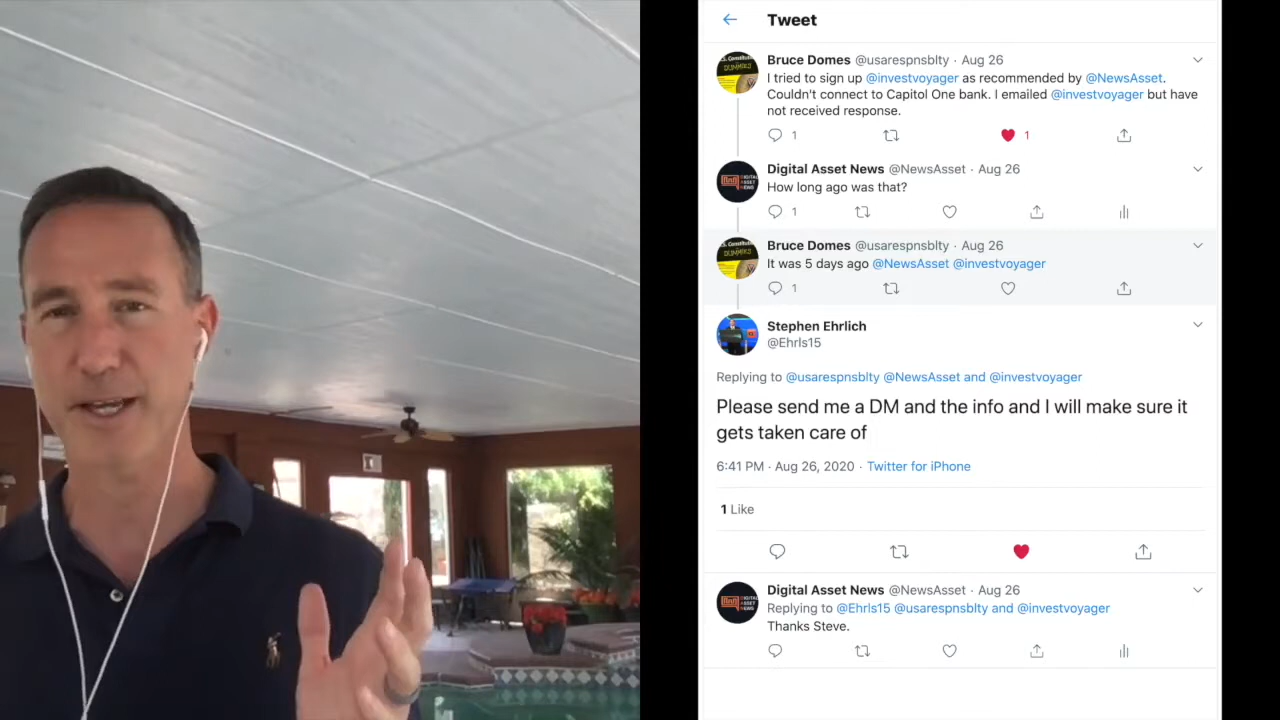 Tweet
Bruce Domes @usarespnsblty · Aug 26
I tried to sign up @investvoyager as recommended by @NewsAsset.
Couldn't connect to Capitol One bank. I emailed @investvoyager but have
not received response.
1 1
Digital Asset News @NewsAsset · Aug 26
How long ago was that?
1
Bruce Domes @usarespnsblty · Aug 26
It was 5 days ago @NewsAsset @investvoyager
1
Stephen Ehrlich
@Ehrls15
Replying to @usarespnsblty @NewsAsset and @investvoyager
Please send me a DM and the info and I will make sure it
gets taken care of
6:41 PM · Aug 26, 2020 · Twitter for iPhone
1 Like
Digital Asset News @NewsAsset · Aug 26
Replying to @Ehrls15 @usarespnsblty and @investvoyager
Thanks Steve.